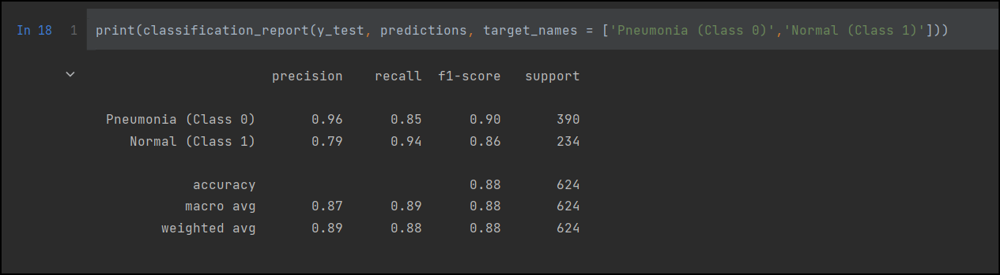 In 18 1 print(classification_report(y_test, predictions, target_names = ['Pneumonia (Class 0)','Normal (Class 1)']))
precision recall f1-score support
Pneumonia (Class 0) 0.96 0.85 0.90 390
Normal (Class 1) 0.79 0.94 0.86 234
accuracy 0.88 624
macro avg 0.87 0.89 0.88 624
weighted avg 0.89 0.88 0.88 624